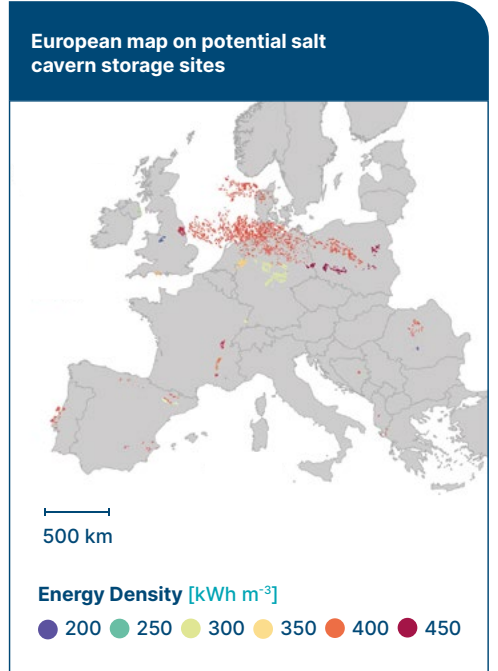 European map on potential salt
cavern storage sites
500 km
Energy Density [kWh m⁻³]
200 250 300 350 400 450